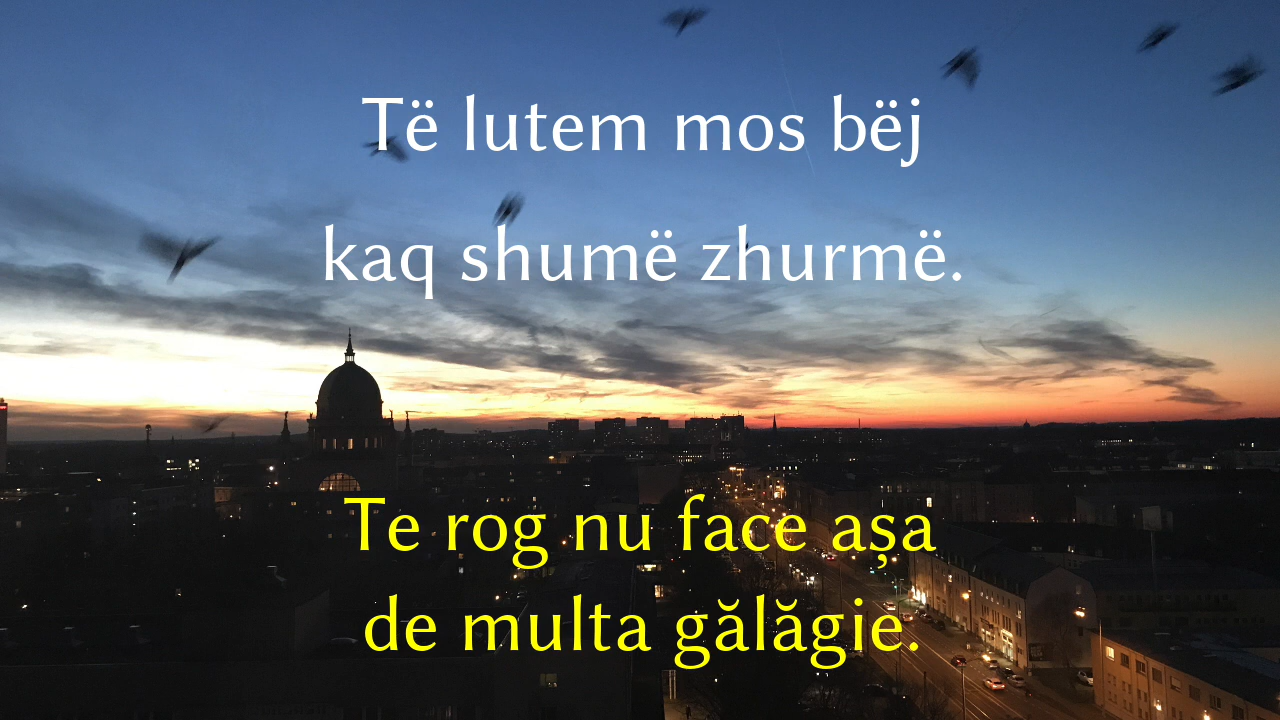 Të lutem mos bëj
kaq shumë zhurmë.
Te rog nu face așa
de multa gălăgie.